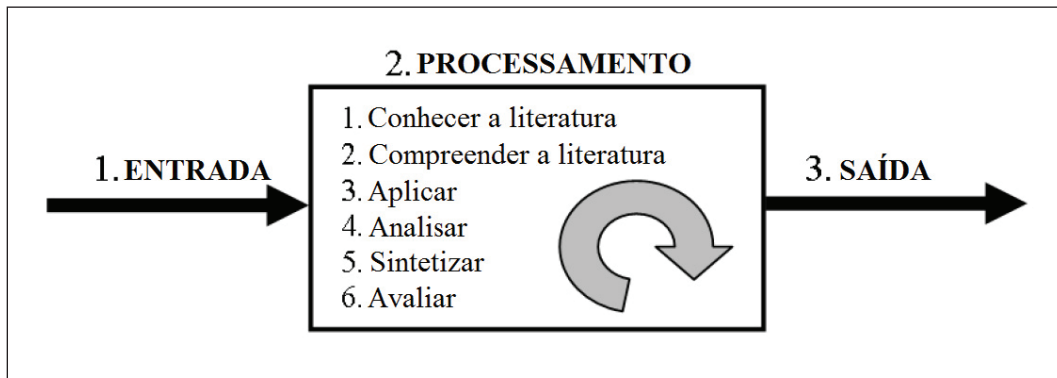 2. PROCESSAMENTO
1. Conhecer a literatura
2. Compreender a literatura
1. ENTRADA
3. Aplicar
3. SAÍDA
4. Analisar
5. Sintetizar
6. Avaliar